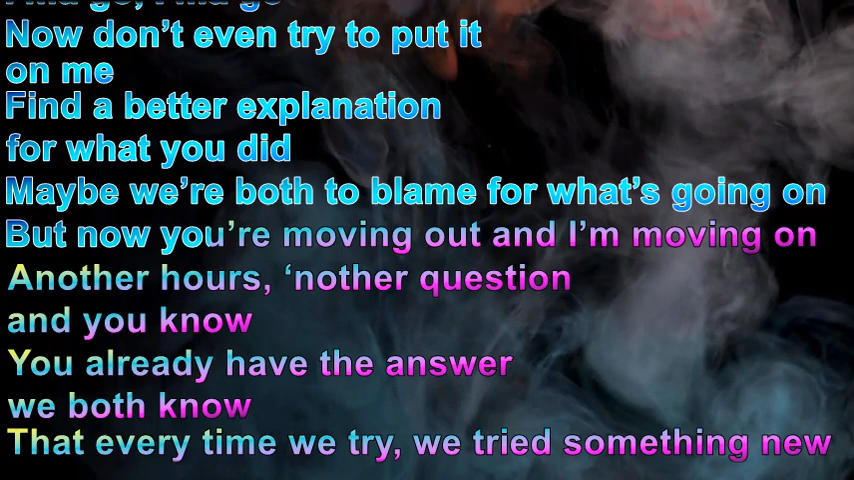 Now don’t even try to put it
on me
Find a better explanation
for what you did
Maybe we’re both to blame for what’s going on
But now you’re moving out and I’m moving on
Another hours, ‘nother question
and you know
You already have the answer
we both know
That every time we try, we tried something new